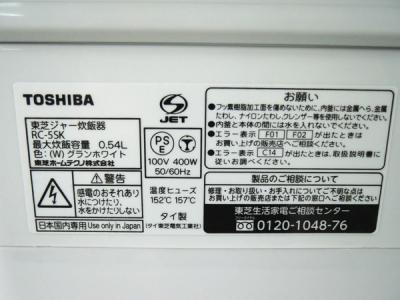 TOSHIBA
東芝ジャー炊飯器
RC-5SK
最大炊飯容量 0.54L
色:(W) グランホワイト
東芝ホームテクノ株式会社
警告
感電のおそれあり
水につけたり、
水をかけたりしない
日本国内専用 Use only in Japan
S
JET
PS
E
100V 400W
50/60Hz
温度ヒューズ
152℃ 157℃
タイ製
(タイ東芝電気工業社)
お願い
●フッ素樹脂加工面を傷めないために、内釜には金属へら、金属
たわし、ナイロンたわし、クレンザー等を使用しないでください。
●内釜と本体の間には水を入れないでください。
●エラー表示 F01 F02 が出たときは
お買い上げの販売店へご相談ください。
●エラー表示 C14 が出たときは、取扱説明書
をご覧ください。
製品のご相談について
修理・お取り扱い・お手入れについてご不明な点は
お買い上げの販売店または下記の窓口へご相談ください。
東芝生活家電ご相談センター
0120-1048-76